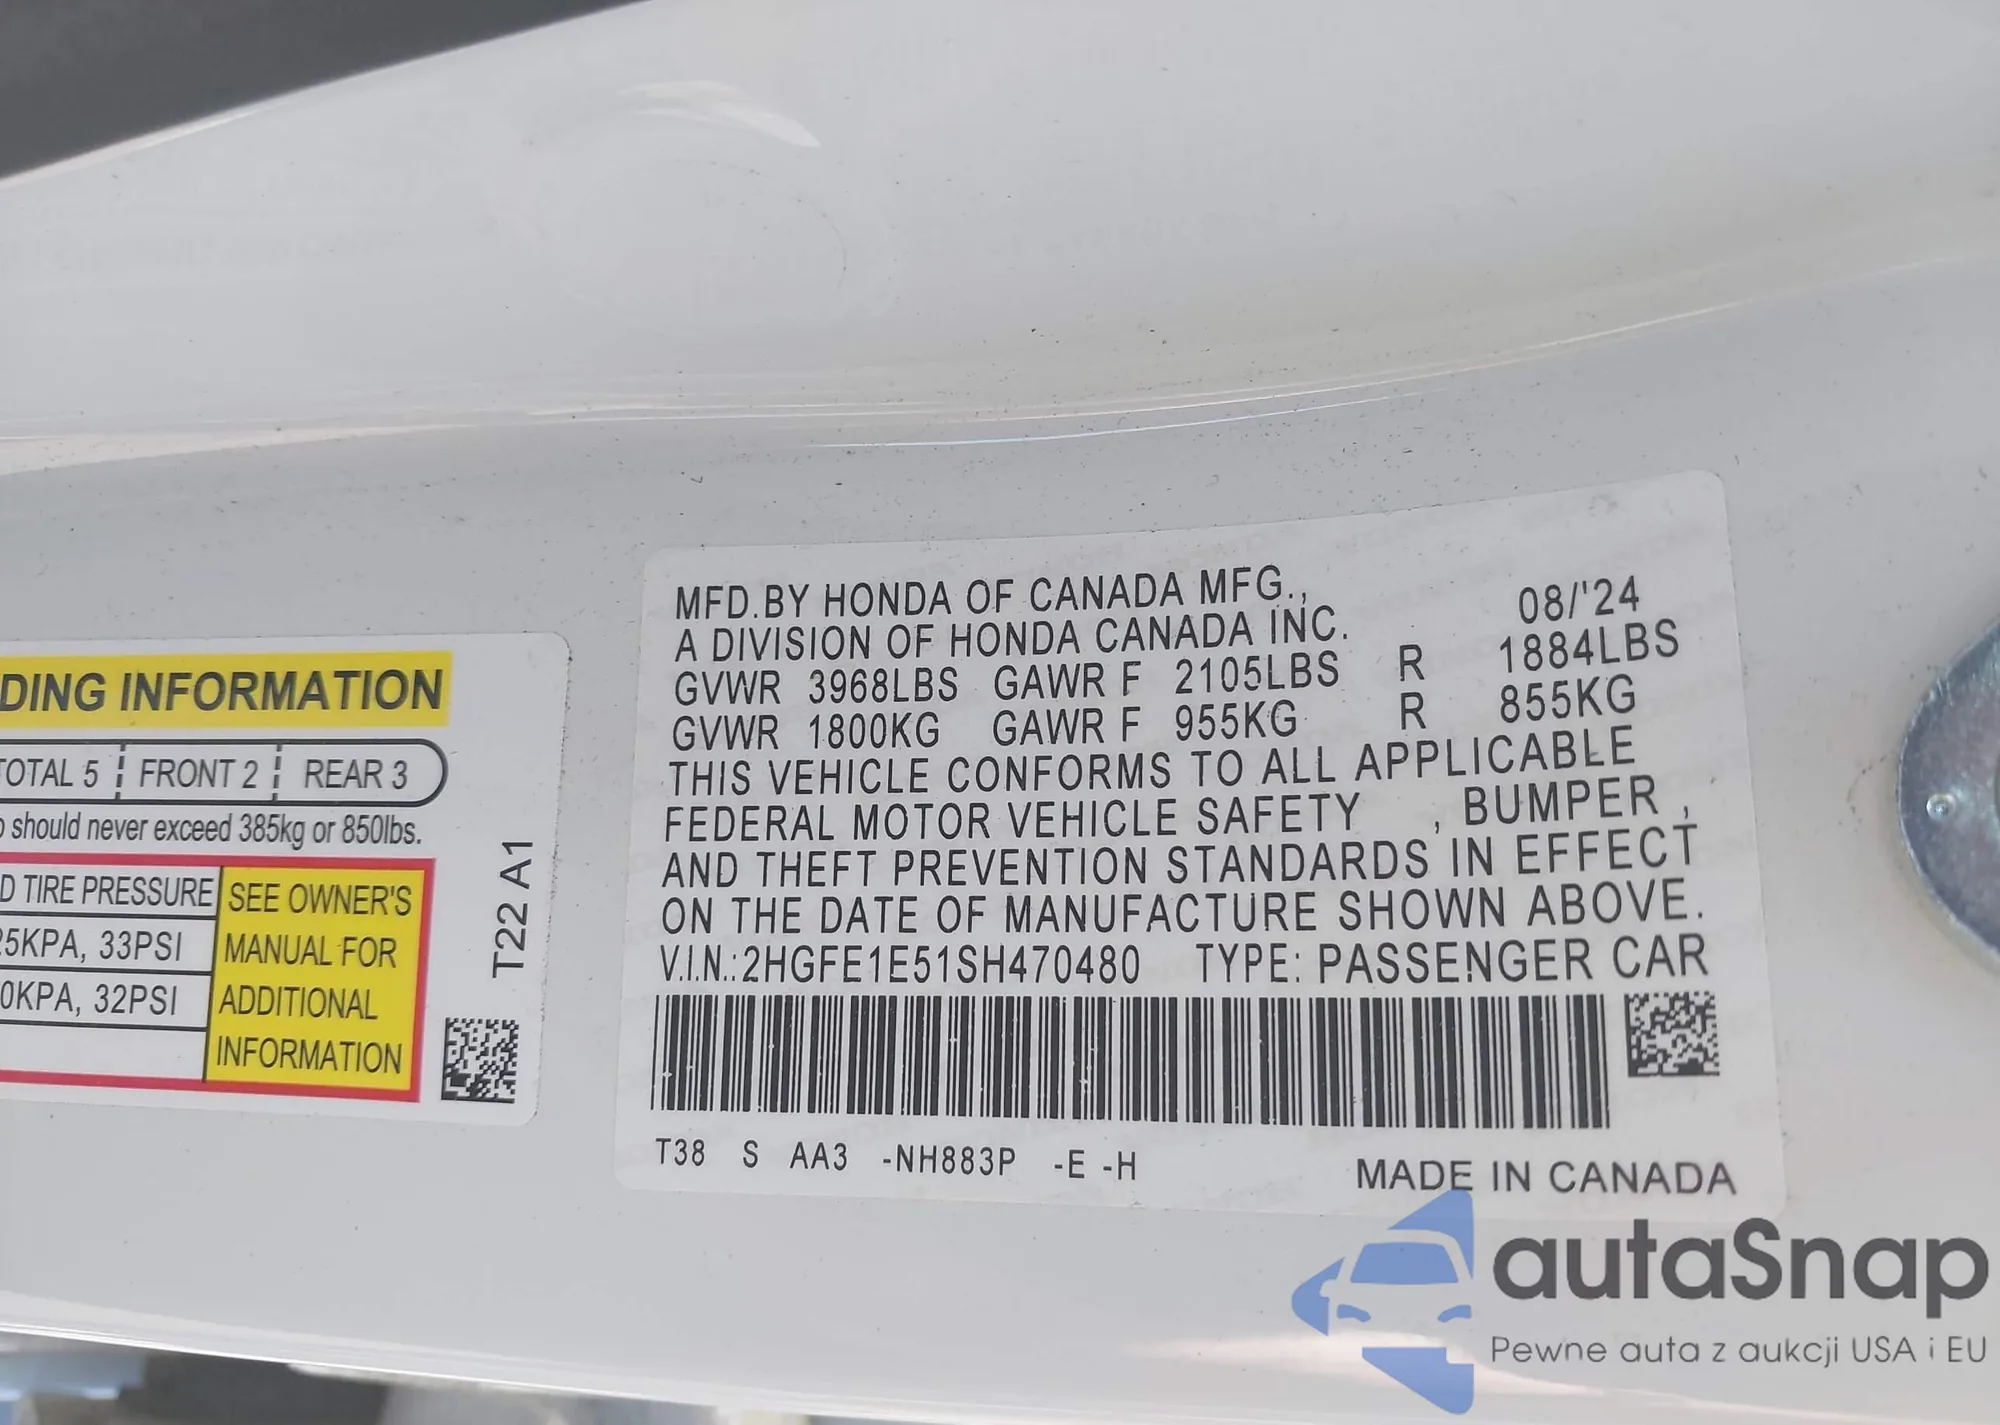 DING INFORMATION
TOTAL 5 FRONT 2 REAR 3
should never exceed 385kg or 850lbs.
D TIRE PRESSURE
5KPA, 33PSI
0KPA, 32PSI
SEE OWNER'S
MANUAL FOR
ADDITIONAL
INFORMATION
T22 A1
MFD.BY HONDA OF CANADA MFG., 08/'24
A DIVISION OF HONDA CANADA INC.
GVWR 3968LBS GAWR F 2105LBS R 1884LBS
GVWR 1800KG GAWR F 955KG R 855KG
THIS VEHICLE CONFORMS TO ALL APPLICABLE
FEDERAL MOTOR VEHICLE SAFETY , BUMPER ,
AND THEFT PREVENTION STANDARDS IN EFFECT
ON THE DATE OF MANUFACTURE SHOWN ABOVE.
V.I.N.:2HGFE1E51SH470480 TYPE: PASSENGER CAR
T38 S AA3 -NH883P -E -H
MADE IN CANADA
autaSnap
Pewne auta z aukcji USA i EU